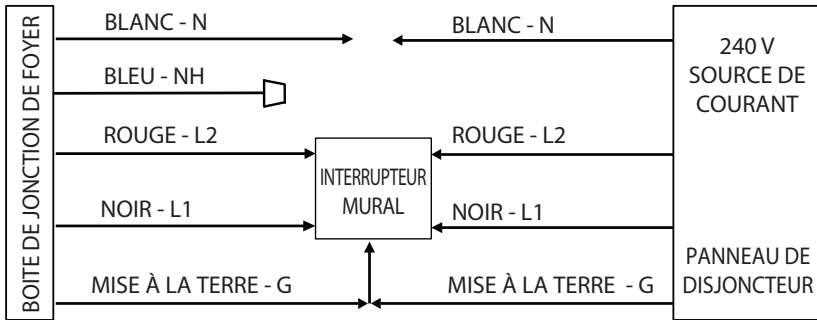 BOITE DE JONCTION DE FOYER
BLANC - N
BLEU - NH
ROUGE - L2
NOIR - L1
MISE À LA TERRE - G
INTERRUPTEUR
MURAL
BLANC - N
ROUGE - L2
NOIR - L1
MISE À LA TERRE - G
240 V
SOURCE DE
COURANT
PANNEAU DE
DISJONCTEUR